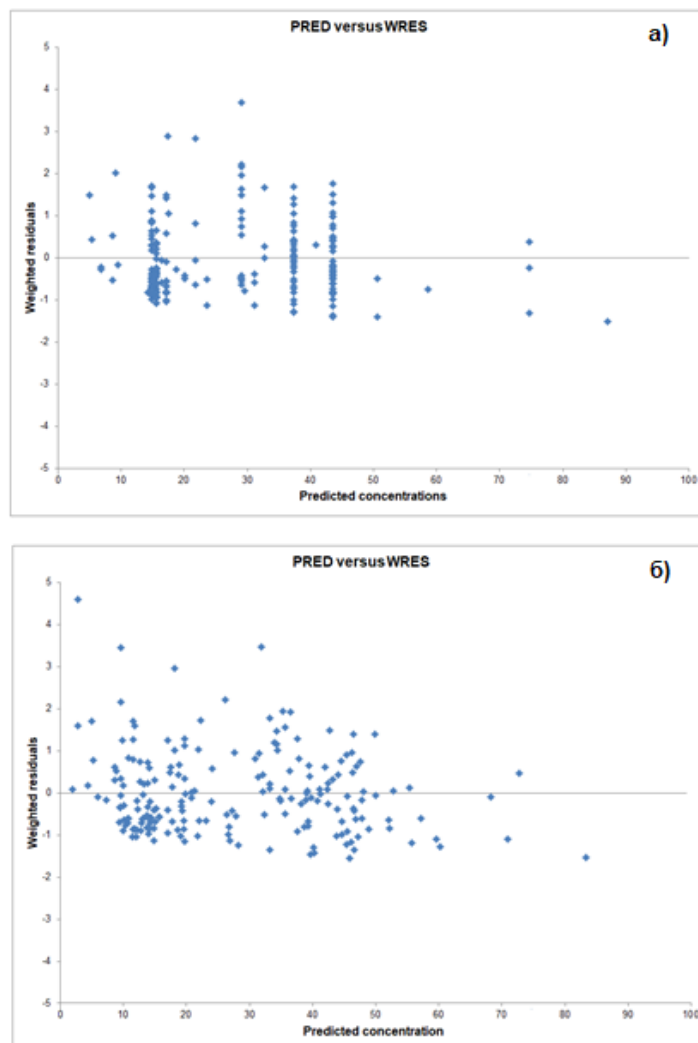 PRED versus WRES
а)
5
4
3
2
1
0
-1
-2
-3
-4
-5
Weighted residuals
0 10 20 30 40 50 60 70 80 90 100
Predicted concentrations
PRED versus WRES
б)
5
4
3
2
1
0
-1
-2
-3
-4
-5
Weighted residuals
0 10 20 30 40 50 60 70 80 90 100
Predicted concentration